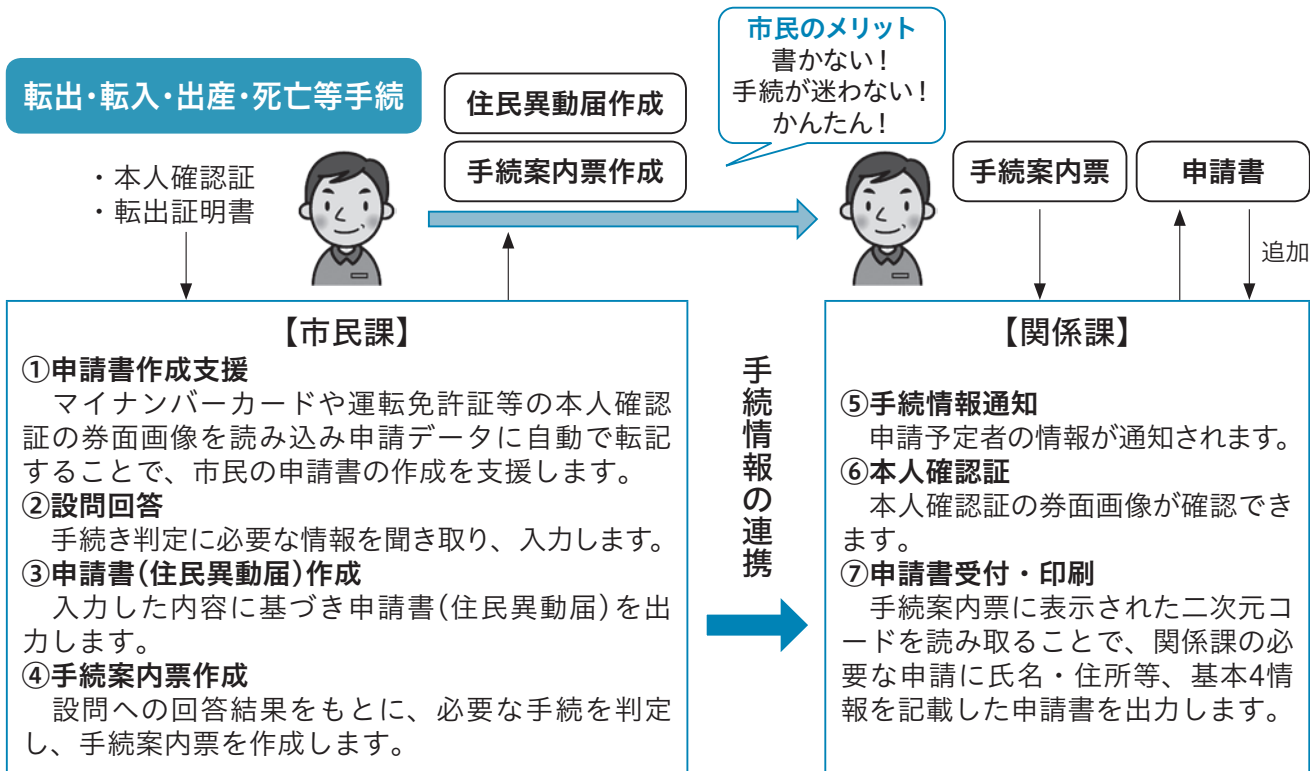 市民のメリット
書かない！
手続が迷わない！
かんたん！
転出・転入・出産・死亡等手続
住民異動届作成
手続案内票作成
・本人確認証
・転出証明書
手続案内票
申請書
追加
【市民課】
①申請書作成支援
　マイナンバーカードや運転免許証等の本人確認
証の券面画像を読み込み申請データに自動で転記
することで、市民の申請書の作成を支援します。
②設問回答
　手続き判定に必要な情報を聞き取り、入力します。
③申請書(住民異動届)作成
　入力した内容に基づき申請書(住民異動届)を出
力します。
④手続案内票作成
　設問への回答結果をもとに、必要な手続を判定
し、手続案内票を作成します。
手続情報の連携
【関係課】
⑤手続情報通知
　申請予定者の情報が通知されます。
⑥本人確認証
　本人確認証の券面画像が確認でき
ます。
⑦申請書受付・印刷
　手続案内票に表示された二次元コ
ードを読み取ることで、関係課の必
要な申請に氏名・住所等、基本4情
報を記載した申請書を出力します。